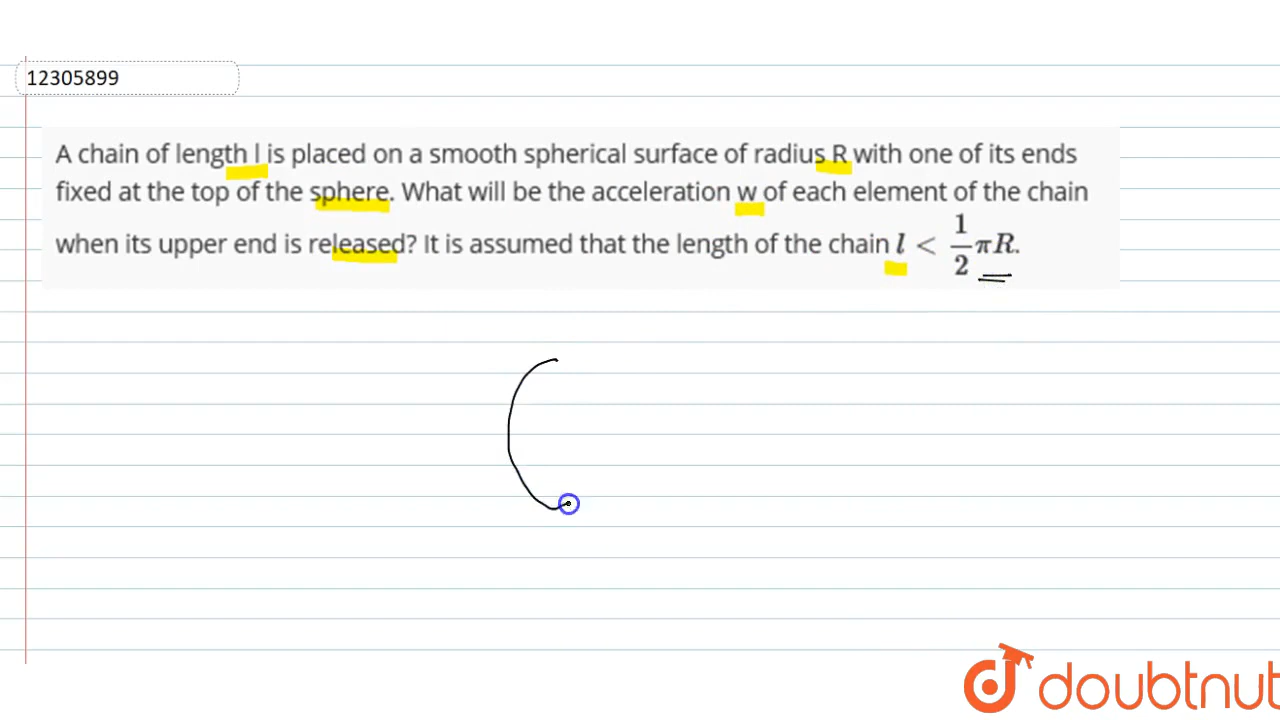 12305899
A chain of length l is placed on a smooth spherical surface of radius R with one of its ends
fixed at the top of the sphere. What will be the acceleration w of each element of the chain
when its upper end is released? It is assumed that the length of the chain l < 1/2 πR.
doubtnut